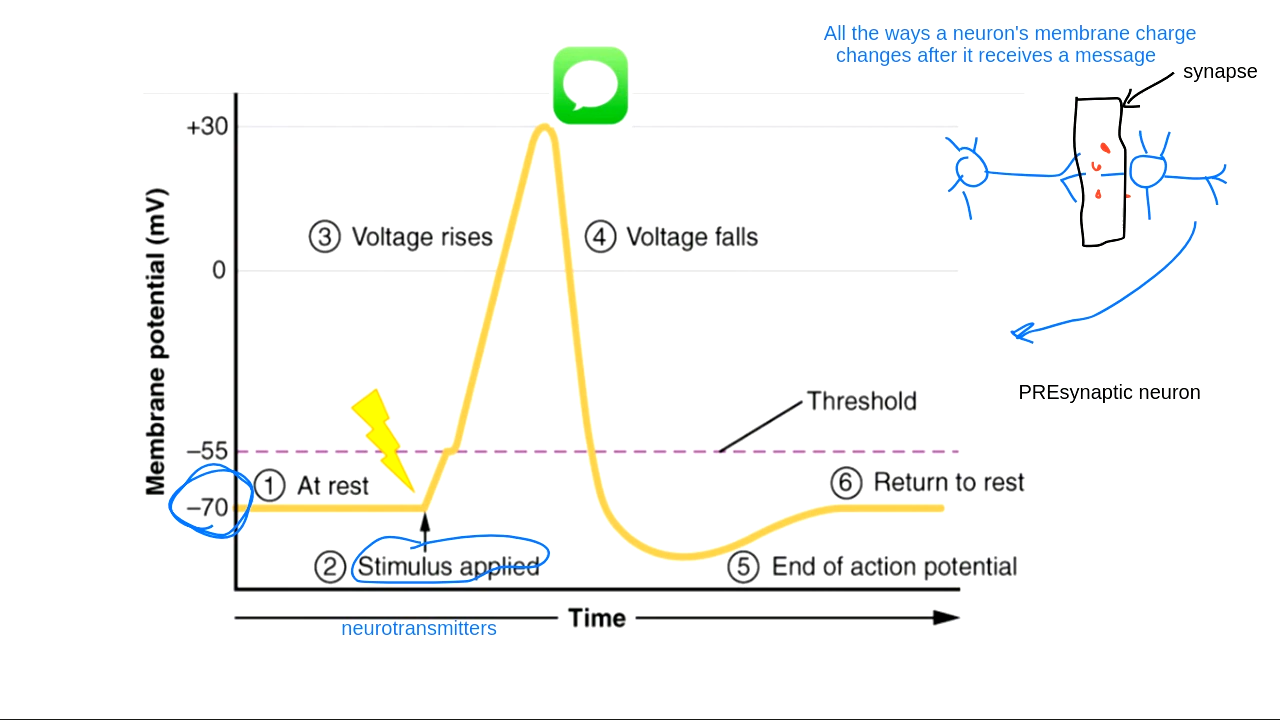 All the ways a neuron's membrane charge
changes after it receives a message
synapse
+30
③ Voltage rises
④ Voltage falls
0
Membrane potential (mV)
Threshold
–55
① At rest
⑥ Return to rest
–70
② Stimulus applied
⑤ End of action potential
Time
neurotransmitters
PREsynaptic neuron